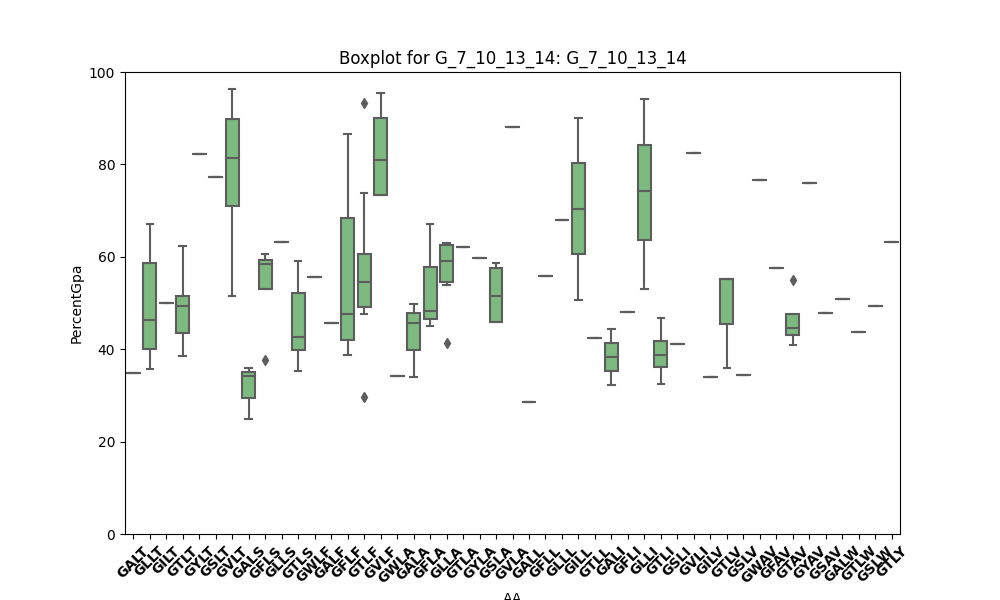 Boxplot for G_7_10_13_14: G_7_10_13_14
100
80
60
40
20
0
PercentGpa
GALT GLLT GILT GTLT GYLT GSLT GVLT GALS GFLS GLLS GTLS GWLF GALF GFLF GTLF GVLF GWLA GALA GFLA GLLA GTLA GYLA GSLA GVLA GALL GFLL GLLL GILL GTLL GALI GFLI GLLI GTLI GSLI GVLI GILV GTLV GSLV GWAV GFAV GTAV GYAV GSAV GALW GTLW GSLW GTLY
AA